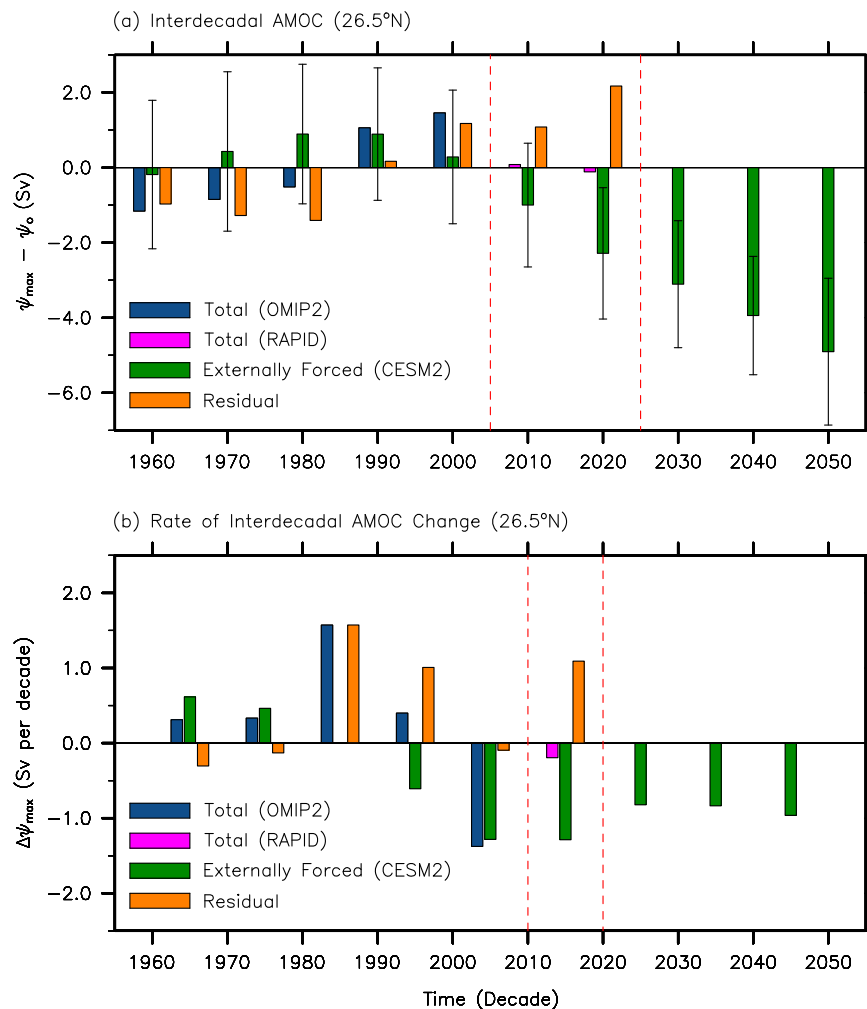 (a) Interdecadal AMOC (26.5°N)
2.0
0.0
-2.0
-4.0
-6.0
ψmax − ψo (Sv)
Total (OMIP2)
Total (RAPID)
Externally Forced (CESM2)
Residual
1960 1970 1980 1990 2000 2010 2020 2030 2040 2050
(b) Rate of Interdecadal AMOC Change (26.5°N)
2.0
1.0
0.0
-1.0
-2.0
Δψmax (Sv per decade)
Total (OMIP2)
Total (RAPID)
Externally Forced (CESM2)
Residual
1960 1970 1980 1990 2000 2010 2020 2030 2040 2050
Time (Decade)